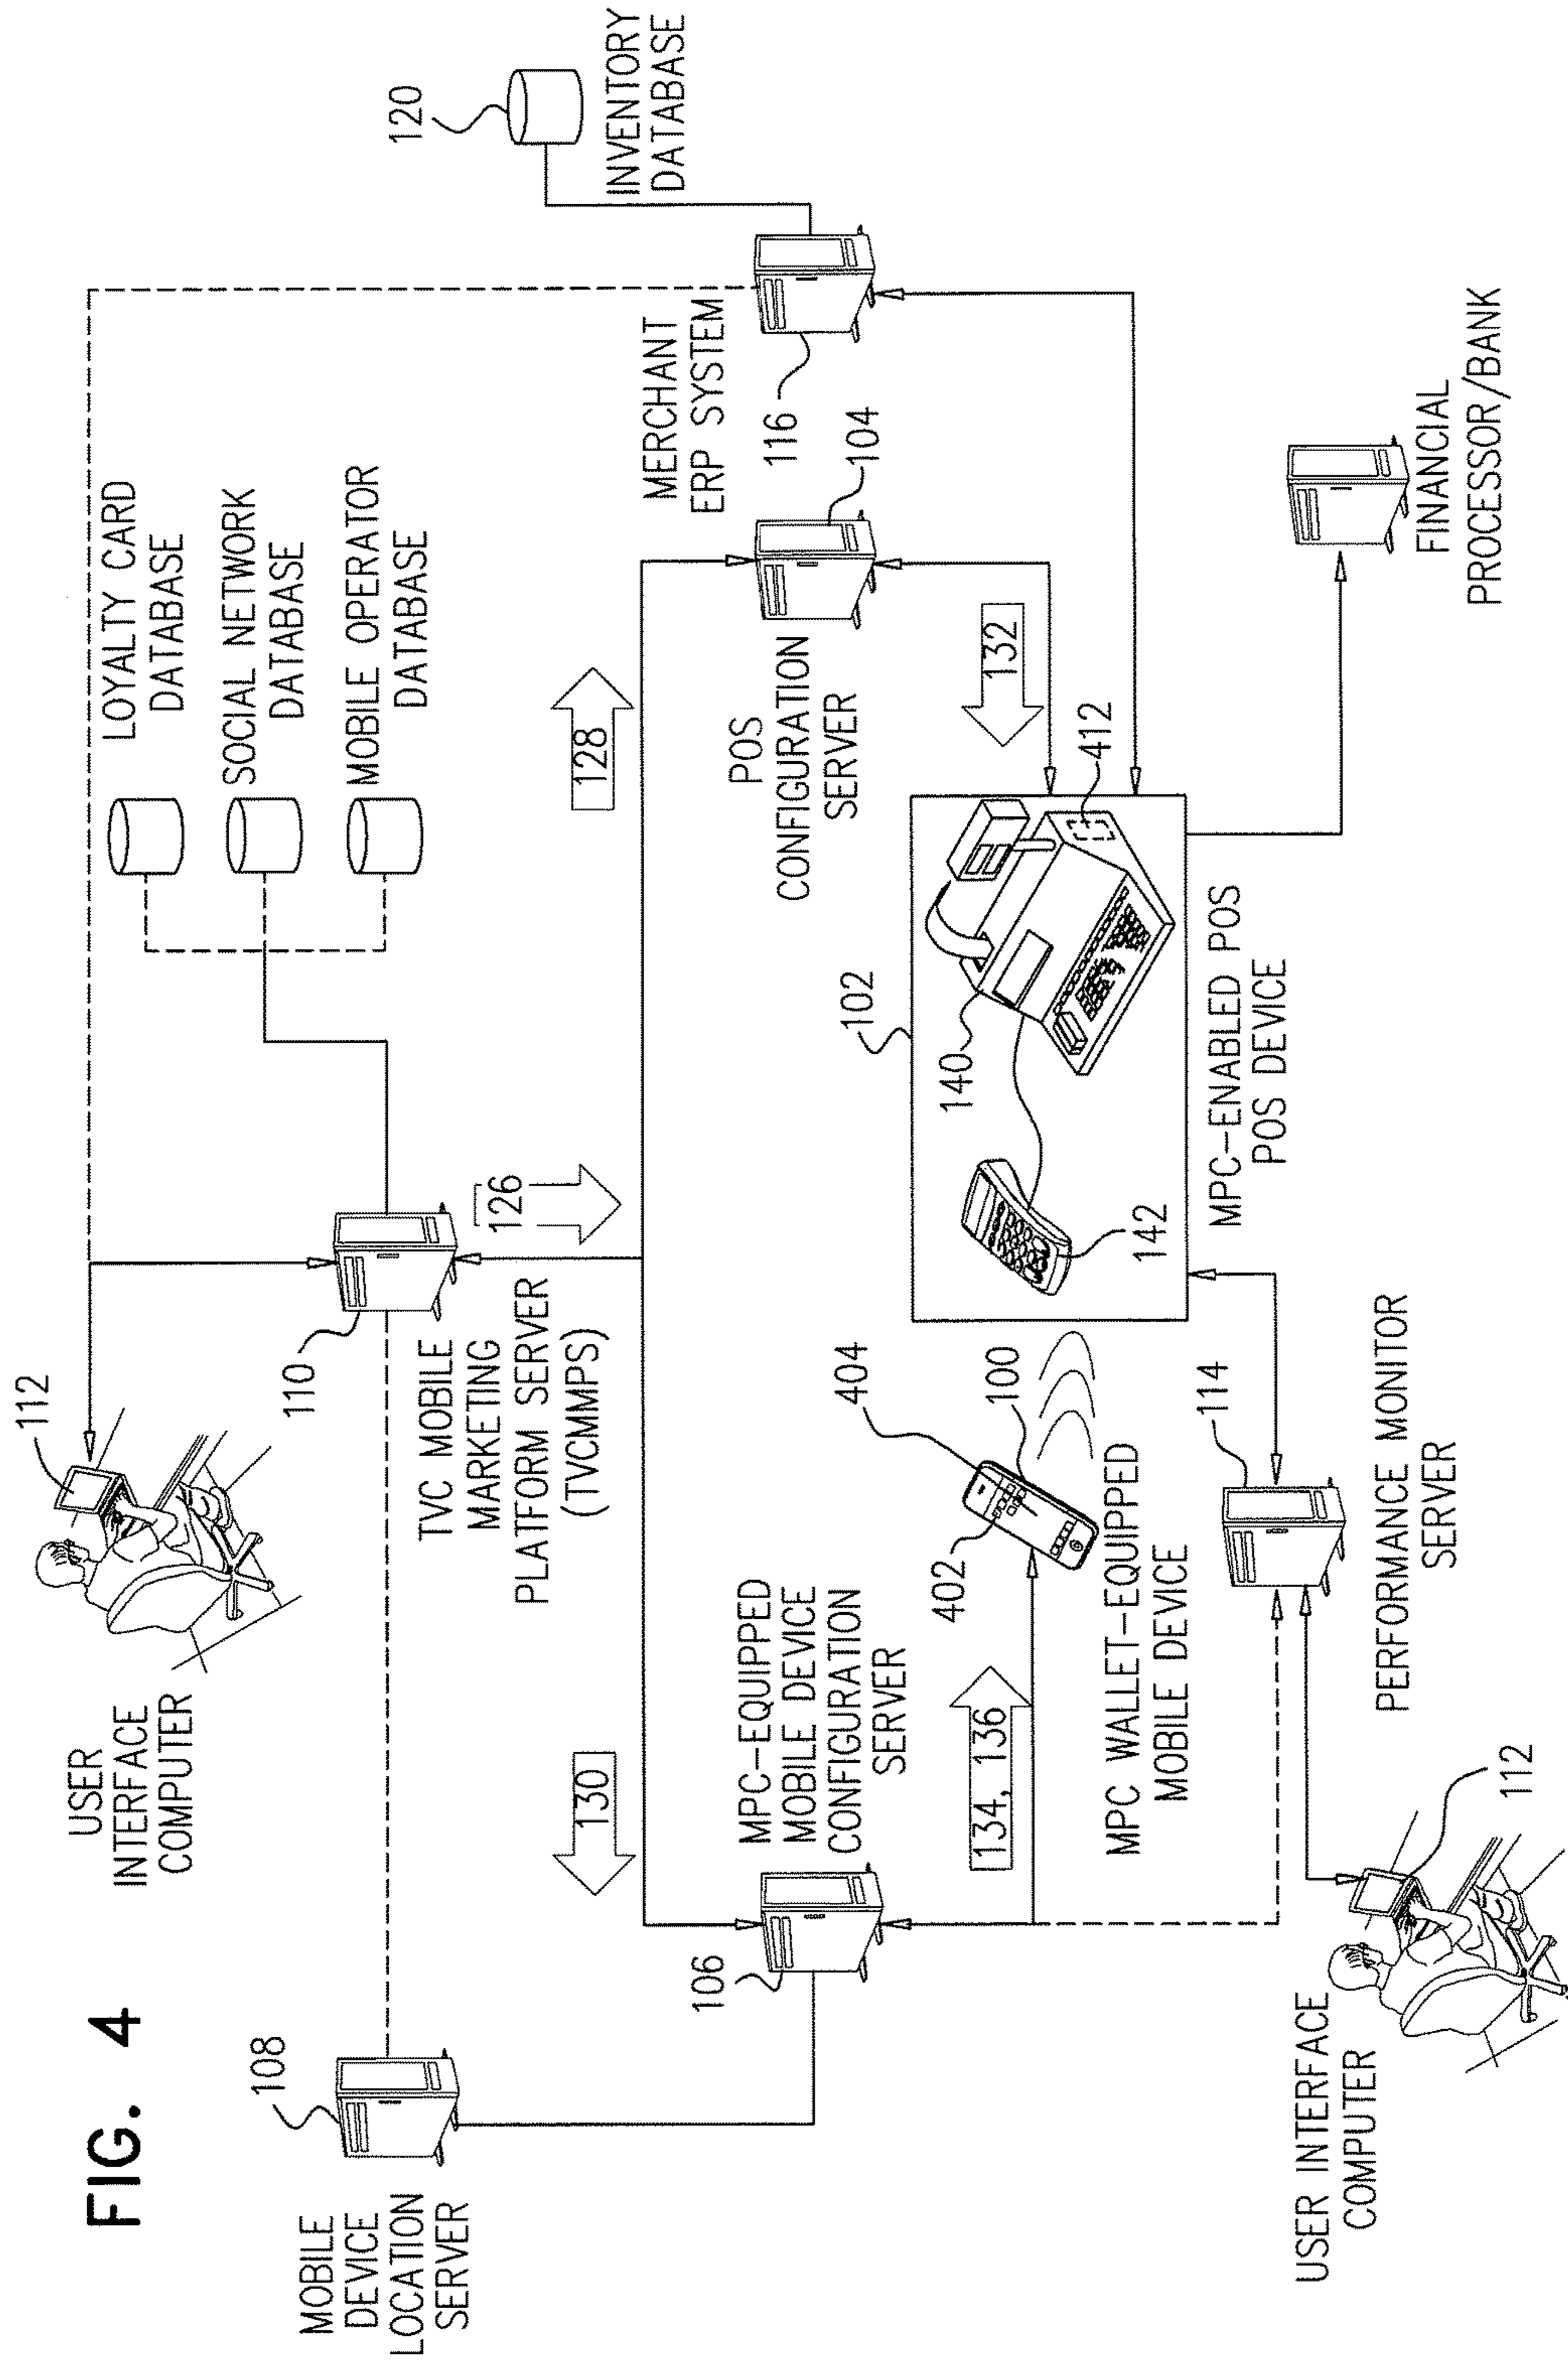 FIG. 4
USER
INTERFACE
COMPUTER
112
LOYALTY CARD
DATABASE
SOCIAL NETWORK
DATABASE
MOBILE OPERATOR
DATABASE
120
INVENTORY
DATABASE
MOBILE
DEVICE
LOCATION
SERVER
108
110
TVC MOBILE
MARKETING
PLATFORM SERVER
(TVCMMPS)
126
128
130
MERCHANT
ERP SYSTEM
116
104
POS
CONFIGURATION
SERVER
132
106
MPC-EQUIPPED
MOBILE DEVICE
CONFIGURATION
SERVER
134, 136
402
404
100
MPC WALLET-EQUIPPED
MOBILE DEVICE
102
140
142
412
MPC-ENABLED POS
POS DEVICE
FINANCIAL
PROCESSOR/BANK
114
PERFORMANCE MONITOR
SERVER
USER INTERFACE
COMPUTER
112